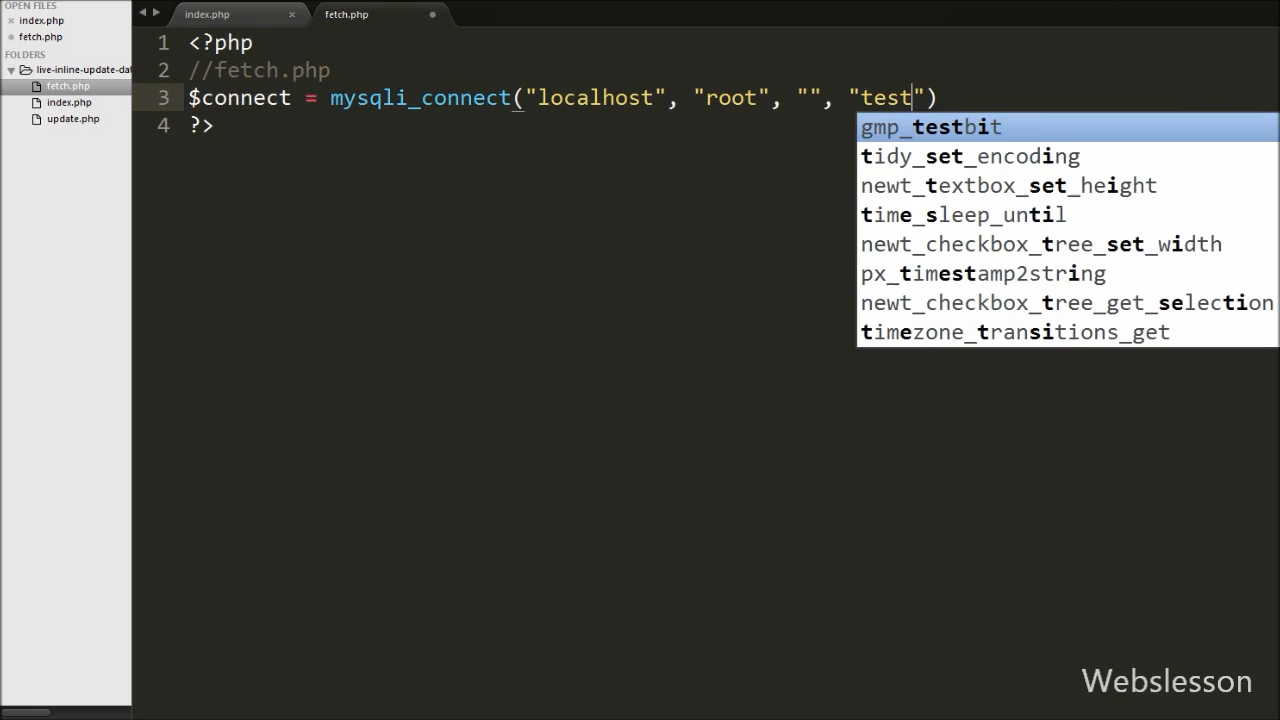 OPEN FILES
× index.php
fetch.php
FOLDERS
live-inline-update-dat
fetch.php
index.php
update.php
index.php ×
fetch.php
1 <?php
2 //fetch.php
3 $connect = mysqli_connect("localhost", "root", "", "test")
4 ?>
gmp_testbit
tidy_set_encoding
newt_textbox_set_height
time_sleep_until
newt_checkbox_tree_set_width
px_timestamp2string
newt_checkbox_tree_get_selection
timezone_transitions_get
Webslesson